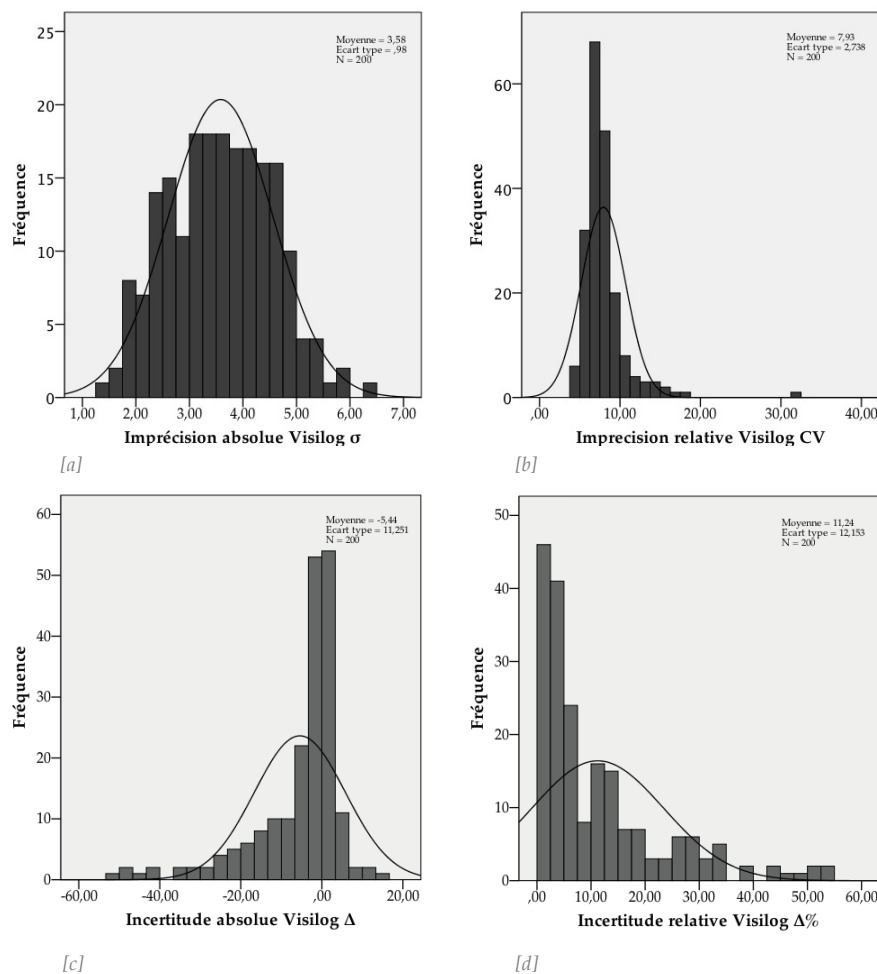 Moyenne = 3,58
Ecart type = ,98
N = 200
25
20
15
10
5
0
Fréquence
1,00 2,00 3,00 4,00 5,00 6,00 7,00
Imprécision absolue Visilog σ
[a]
Moyenne = 7,93
Ecart type = 2,738
N = 200
60
40
20
0
Fréquence
,00 10,00 20,00 30,00 40,00
Imprecision relative Visilog CV
[b]
Moyenne = -5,44
Ecart type = 11,251
N = 200
60
50
40
30
20
10
0
Fréquence
-60,00 -40,00 -20,00 ,00 20,00
Incertitude absolue Visilog Δ
[c]
Moyenne = 11,24
Ecart type = 12,153
N = 200
50
40
30
20
10
0
Fréquence
,00 10,00 20,00 30,00 40,00 50,00 60,00
Incertitude relative Visilog Δ%
[d]